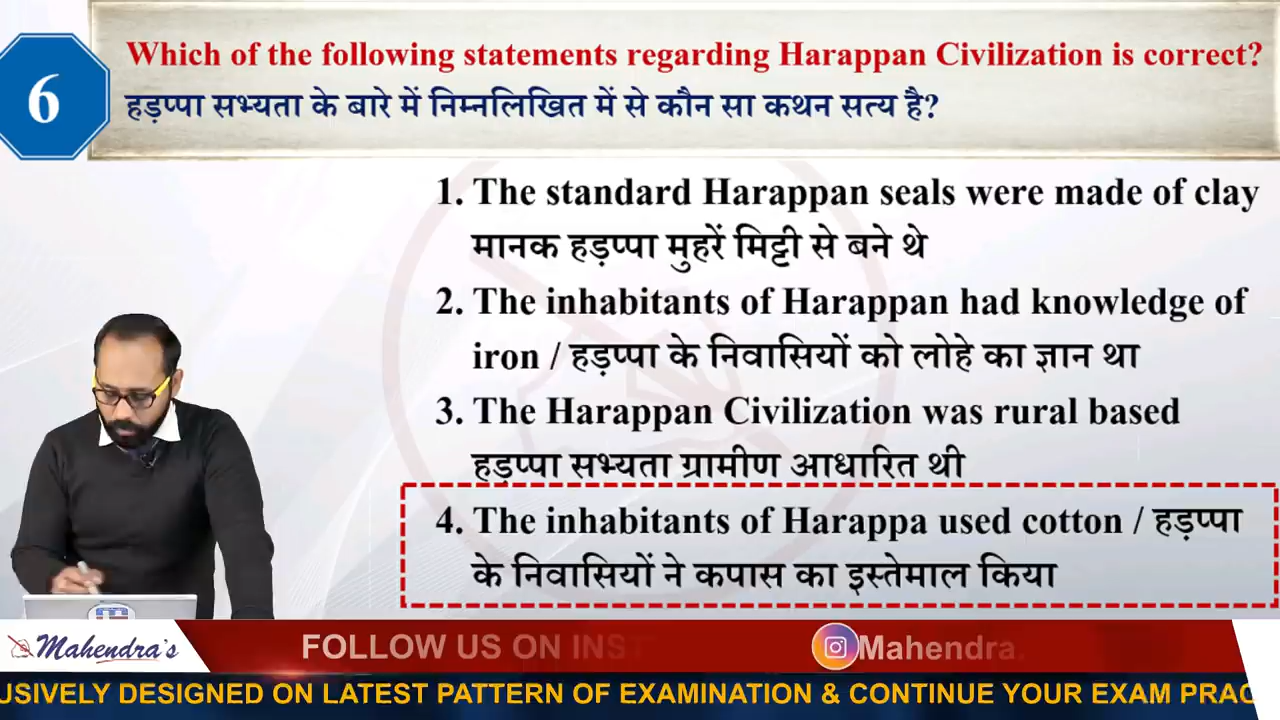 6
Which of the following statements regarding Harappan Civilization is correct?
हड़प्पा सभ्यता के बारे में निम्नलिखित में से कौन सा कथन सत्य है?
1. The standard Harappan seals were made of clay
मानक हड़प्पा मुहरें मिट्टी से बने थे
2. The inhabitants of Harappan had knowledge of
iron / हड़प्पा के निवासियों को लोहे का ज्ञान था
3. The Harappan Civilization was rural based
हड़प्पा सभ्यता ग्रामीण आधारित थी
4. The inhabitants of Harappa used cotton / हड़प्पा
के निवासियों ने कपास का इस्तेमाल किया
Mahendra's FOLLOW US ON INST Mahendra.
USIVELY DESIGNED ON LATEST PATTERN OF EXAMINATION & CONTINUE YOUR EXAM PRAC